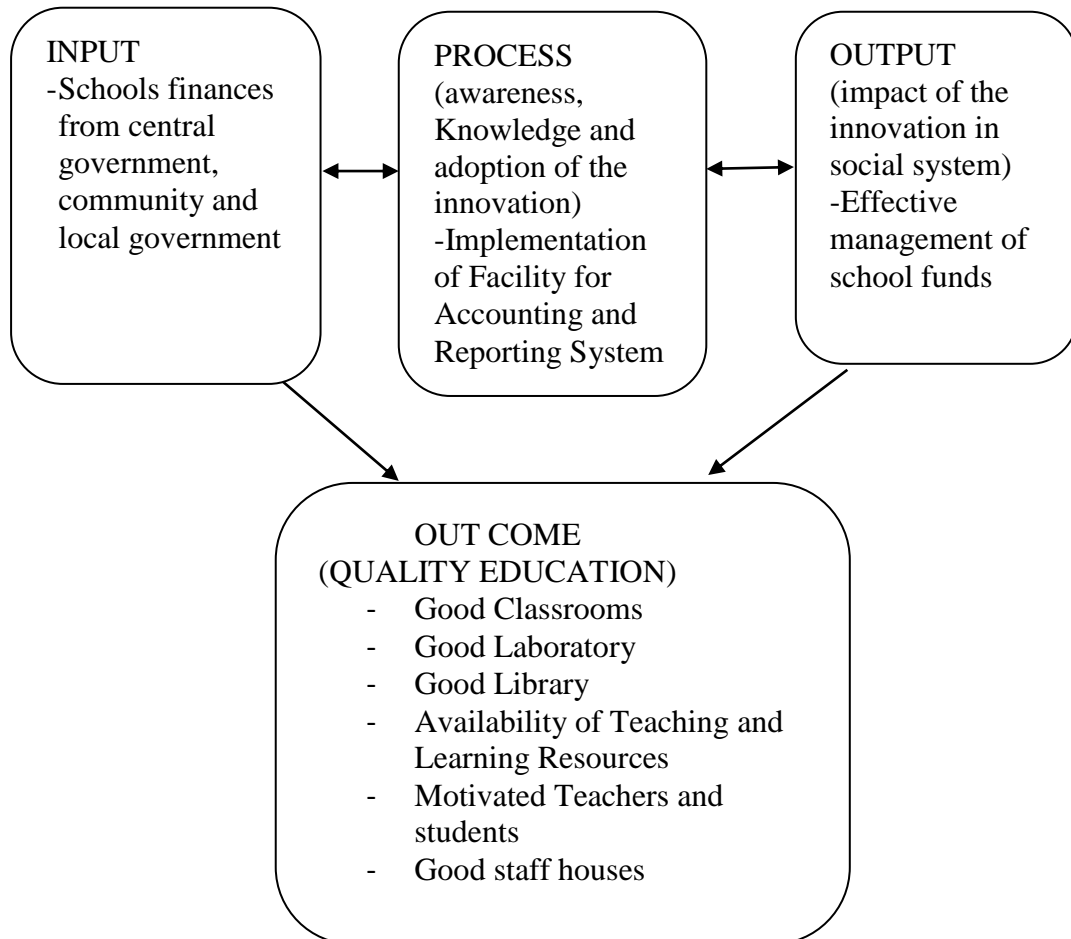 INPUT
-Schools finances
from central
government,
community and
local government
PROCESS
(awareness,
Knowledge and
adoption of the
innovation)
-Implementation
of Facility for
Accounting and
Reporting System
OUTPUT
(impact of the
innovation in
social system)
-Effective
management of
school funds
OUT COME
(QUALITY EDUCATION)
- Good Classrooms
- Good Laboratory
- Good Library
- Availability of Teaching and
Learning Resources
- Motivated Teachers and
students
- Good staff houses